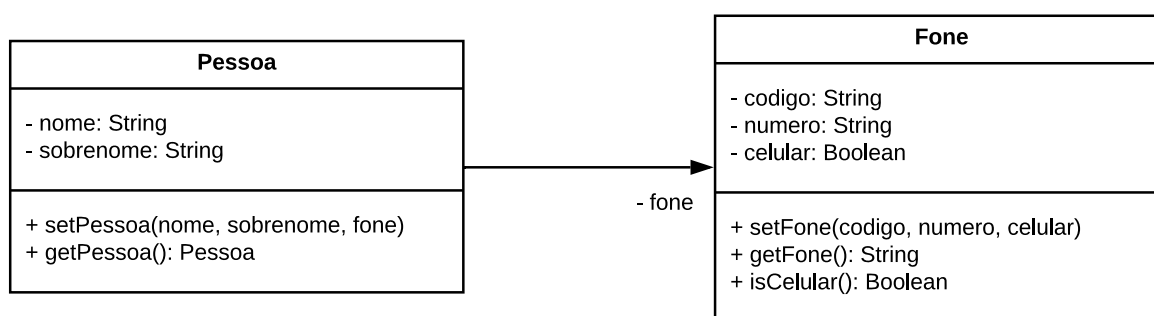 Pessoa
- nome: String
- sobrenome: String
+ setPessoa(nome, sobrenome, fone)
+ getPessoa(): Pessoa
- fone
Fone
- codigo: String
- numero: String
- celular: Boolean
+ setFone(codigo, numero, celular)
+ getFone(): String
+ isCelular(): Boolean